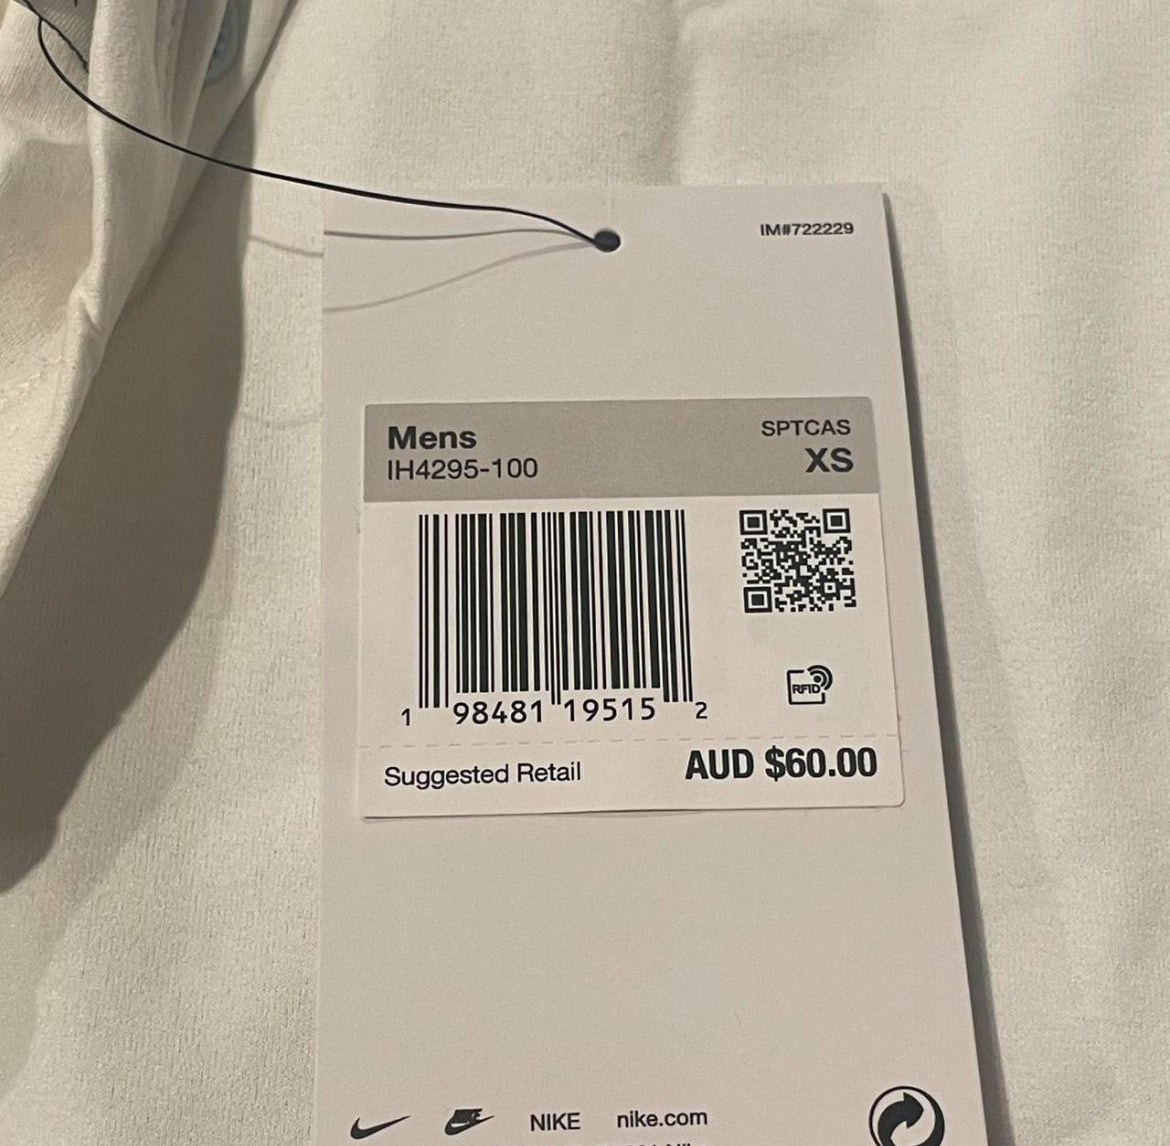 IM#722229
Mens
SPTCAS
IH4295-100
XS
1 98481 19515 2
RFID
Suggested Retail
AUD $60.00
NIKE nike.com